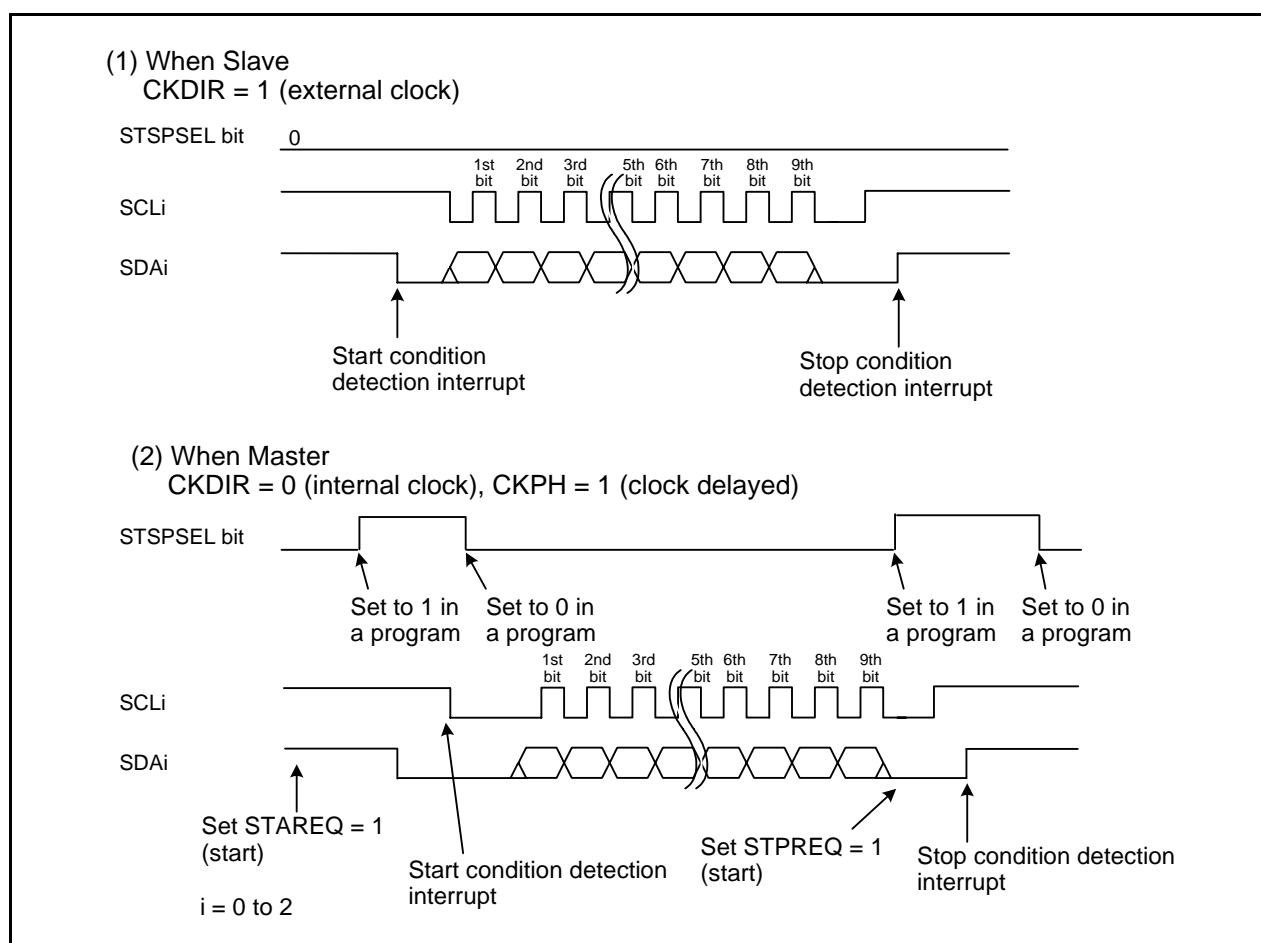 (1) When Slave
CKDIR = 1 (external clock)
STSPSEL bit
0
1st bit
2nd bit
3rd bit
5th bit
6th bit
7th bit
8th bit
9th bit
SCLi
SDAi
Start condition
detection interrupt
Stop condition
detection interrupt
(2) When Master
CKDIR = 0 (internal clock), CKPH = 1 (clock delayed)
STSPSEL bit
Set to 1 in
a program
Set to 0 in
a program
Set to 1 in
a program
Set to 0 in
a program
1st bit
2nd bit
3rd bit
5th bit
6th bit
7th bit
8th bit
9th bit
SCLi
SDAi
Set STAREQ = 1
(start)
Start condition detection
interrupt
Set STPREQ = 1
(start)
Stop condition detection
interrupt
i = 0 to 2